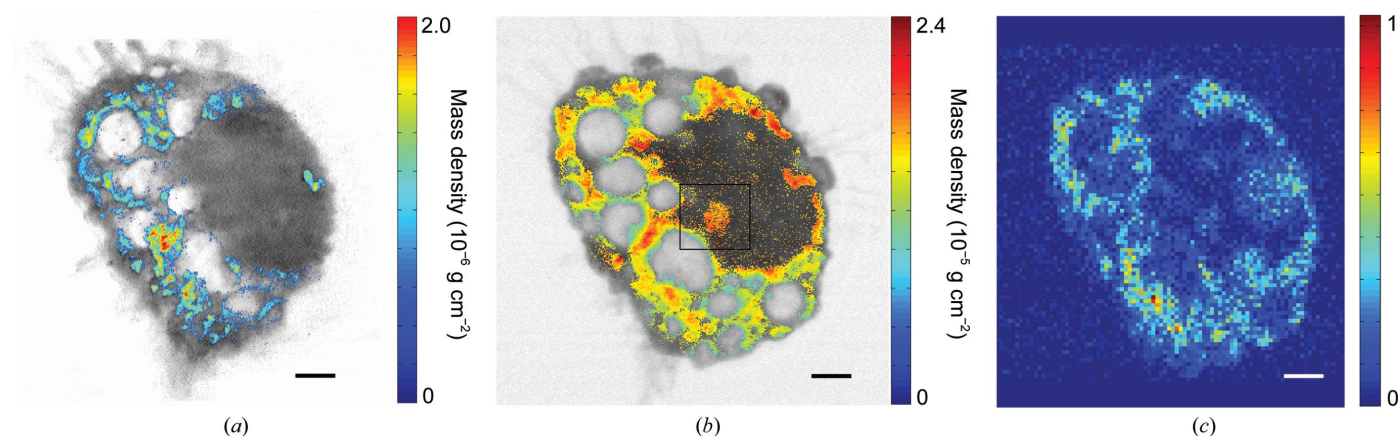 2.0
Mass density (10⁻⁶ g cm⁻²)
0
(a)
2.4
Mass density (10⁻⁵ g cm⁻²)
0
(b)
1
0
(c)